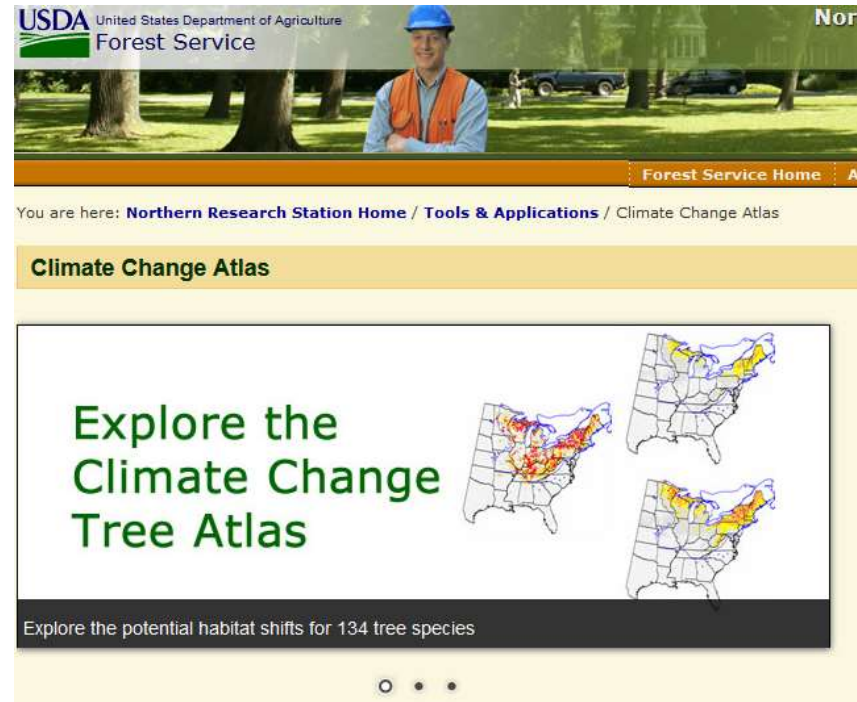 USDA United States Department of Agriculture
Forest Service
Nor
Forest Service Home A
You are here: Northern Research Station Home / Tools & Applications / Climate Change Atlas
Climate Change Atlas
Explore the
Climate Change
Tree Atlas
Explore the potential habitat shifts for 134 tree species